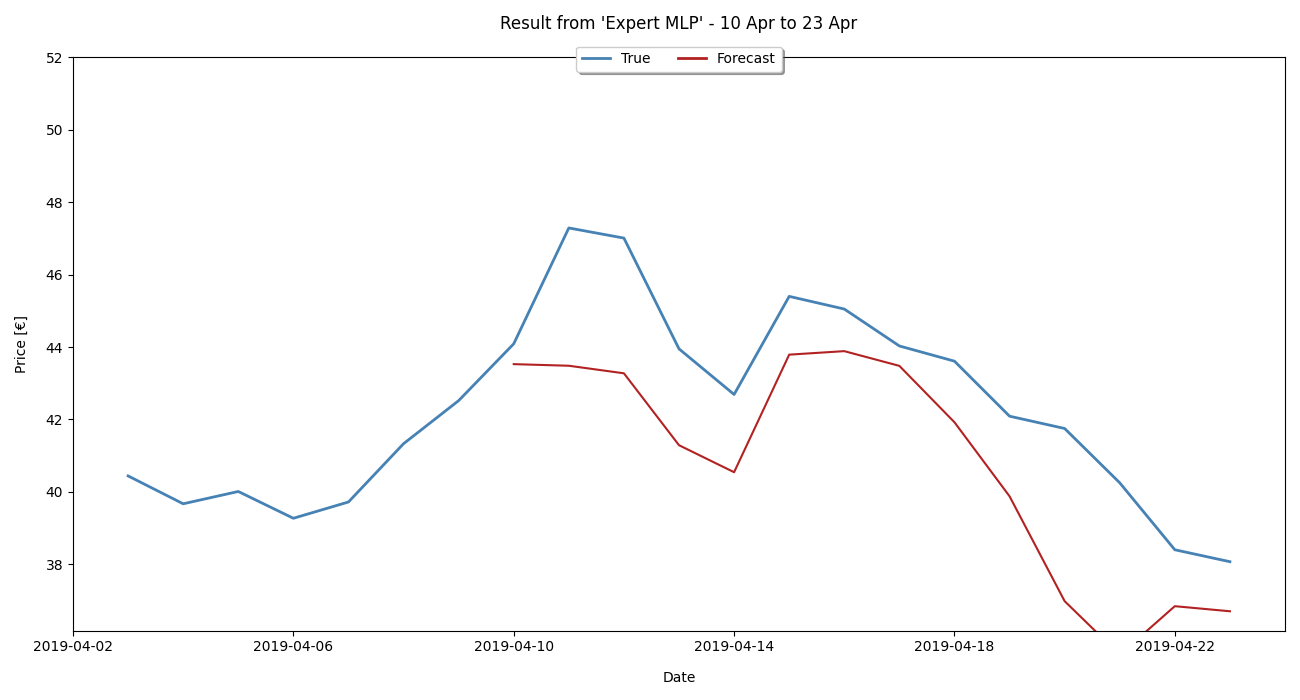 Result from 'Expert MLP' - 10 Apr to 23 Apr
True Forecast
52
50
48
46
44
42
40
38
Price [€]
2019-04-02 2019-04-06 2019-04-10 2019-04-14 2019-04-18 2019-04-22
Date